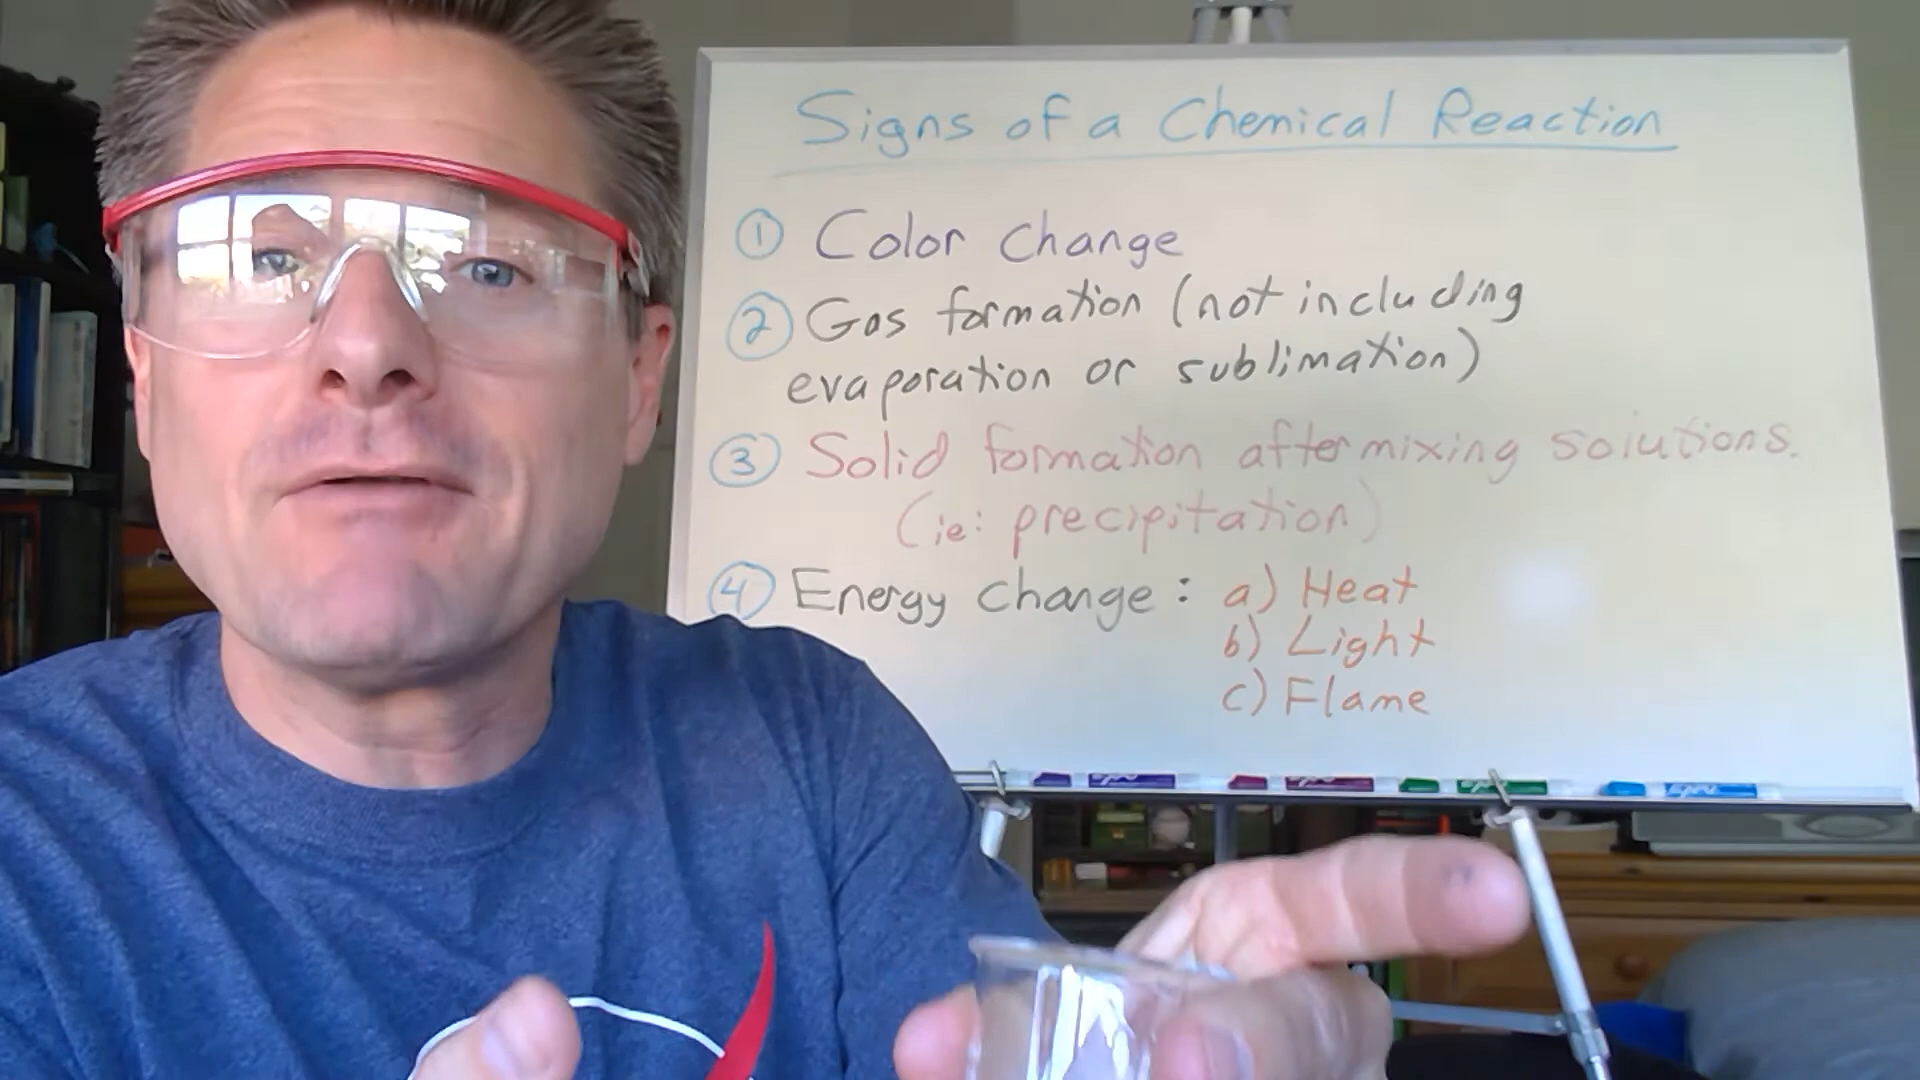 Signs of a Chemical Reaction
1 Color change
2 Gas formation (not including
evaporation or sublimation)
3 Solid formation after mixing solutions.
(ie: precipitation)
4 Energy change: a) Heat
b) Light
c) Flame